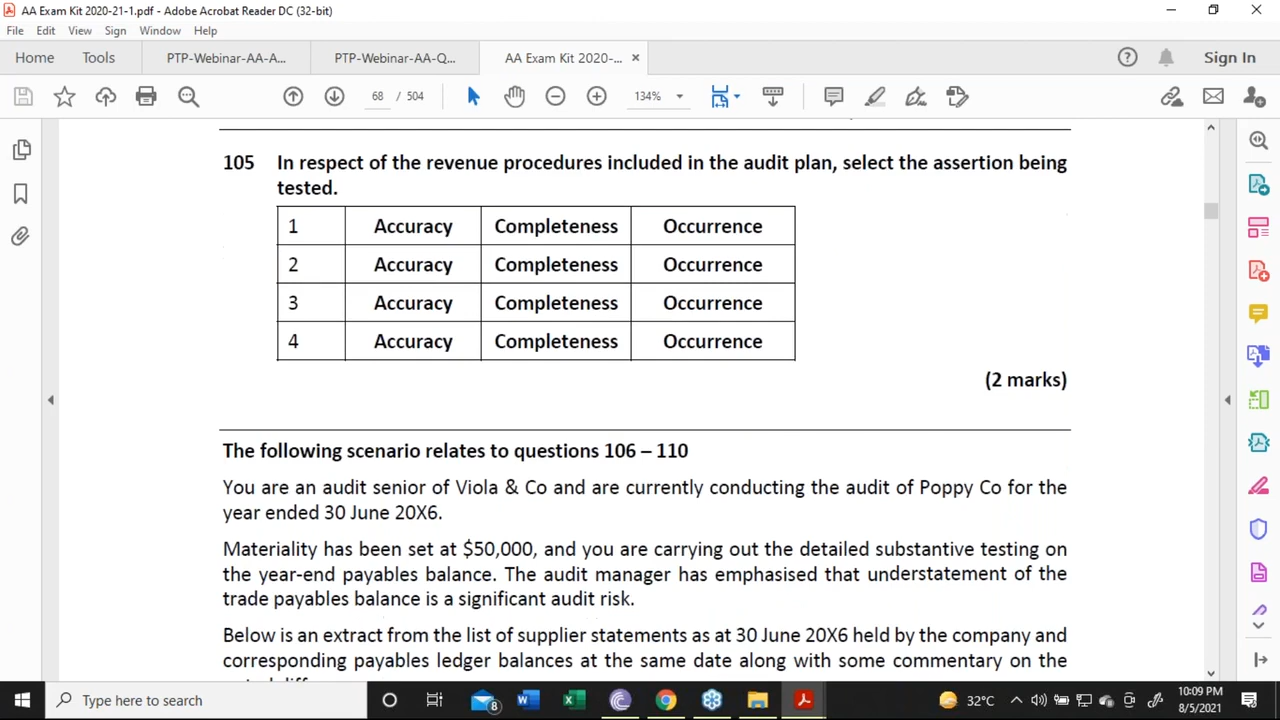 AA Exam Kit 2020-21-1.pdf - Adobe Acrobat Reader DC (32-bit)
File Edit View Sign Window Help
Home Tools PTP-Webinar-AA-A... PTP-Webinar-AA-Q... AA Exam Kit 2020-... Sign In
68 / 504 134%
105 In respect of the revenue procedures included in the audit plan, select the assertion being
tested.
1 Accuracy Completeness Occurrence
2 Accuracy Completeness Occurrence
3 Accuracy Completeness Occurrence
4 Accuracy Completeness Occurrence
(2 marks)
The following scenario relates to questions 106 – 110
You are an audit senior of Viola & Co and are currently conducting the audit of Poppy Co for the
year ended 30 June 20X6.
Materiality has been set at $50,000, and you are carrying out the detailed substantive testing on
the year-end payables balance. The audit manager has emphasised that understatement of the
trade payables balance is a significant audit risk.
Below is an extract from the list of supplier statements as at 30 June 20X6 held by the company and
corresponding payables ledger balances at the same date along with some commentary on the
Type here to search
8
32°C
10:09 PM
8/5/2021